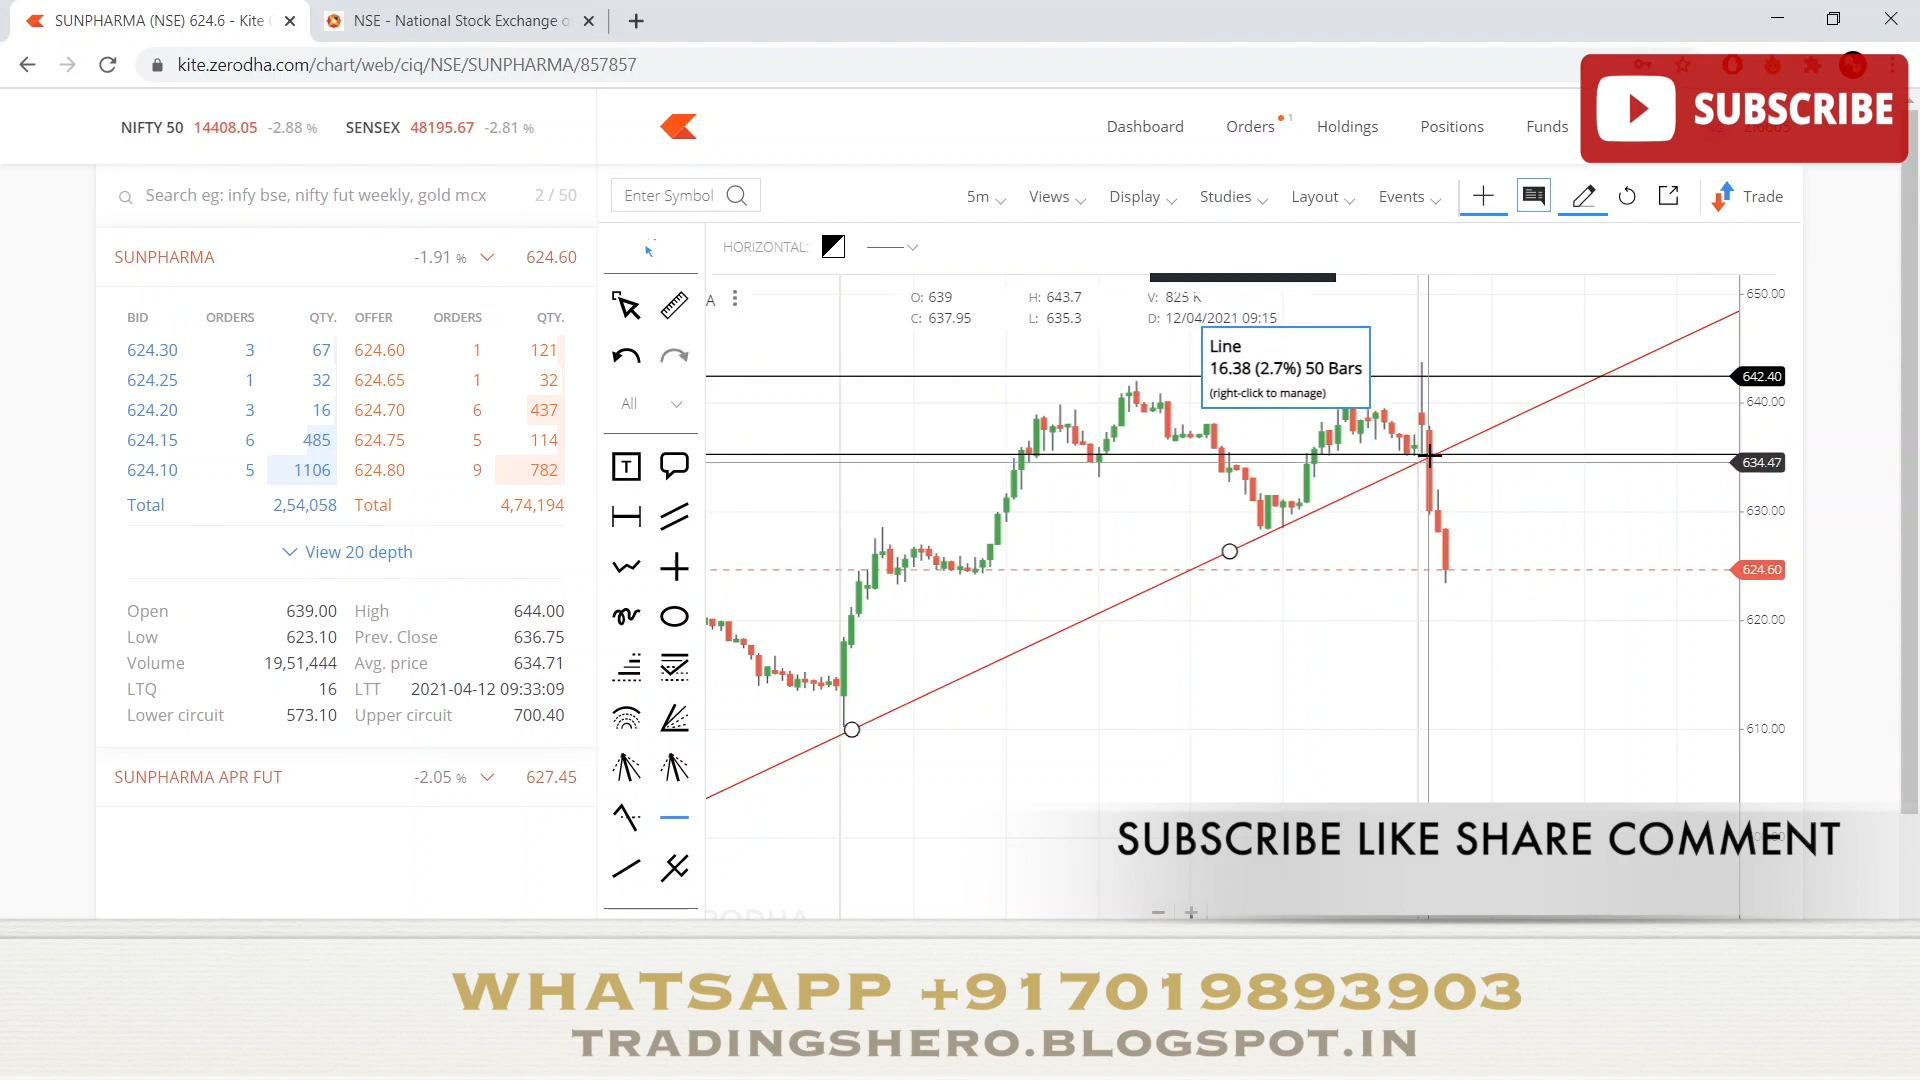 SUNPHARMA (NSE) 624.6 - Kite
NSE - National Stock Exchange o
kite.zerodha.com/chart/web/ciq/NSE/SUNPHARMA/857857
SUBSCRIBE
NIFTY 50 14408.05 -2.88 % SENSEX 48195.67 -2.81 %
Dashboard Orders 1 Holdings Positions Funds
Search eg: infy bse, nifty fut weekly, gold mcx 2 / 50
Enter Symbol 5m Views Display Studies Layout Events Trade
HORIZONTAL:
SUNPHARMA -1.91 % 624.60
BID ORDERS QTY. OFFER ORDERS QTY.
624.30 3 67 624.60 1 121
624.25 1 32 624.65 1 32
624.20 3 16 624.70 6 437
624.15 6 485 624.75 5 114
624.10 5 1106 624.80 9 782
Total 2,54,058 Total 4,74,194
View 20 depth
Open 639.00 High 644.00
Low 623.10 Prev. Close 636.75
Volume 19,51,444 Avg. price 634.71
LTQ 16 LTT 2021-04-12 09:33:09
Lower circuit 573.10 Upper circuit 700.40
SUNPHARMA APR FUT -2.05 % 627.45
All
T
A
O: 639 H: 643.7 V: 825 K
C: 637.95 L: 635.3 D: 12/04/2021 09:15
Line
16.38 (2.7%) 50 Bars
(right-click to manage)
650.00
642.40
640.00
634.47
630.00
624.60
620.00
610.00
SUBSCRIBE LIKE SHARE COMMENT
WHATSAPP +917019893903
TRADINGSHERO.BLOGSPOT.IN